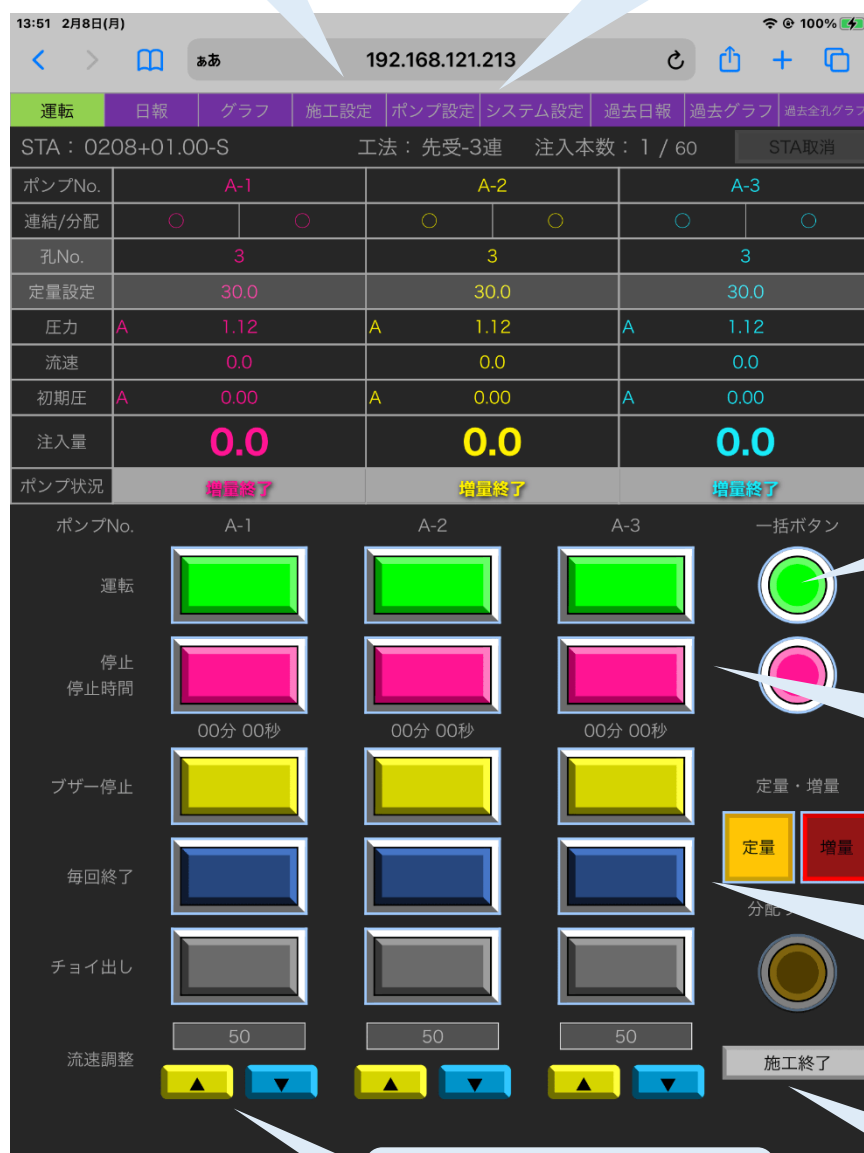 13:51 2月8日(月) 100%
ぁあ 192.168.121.213
運転 日報 グラフ 施工設定 ポンプ設定 システム設定 過去日報 過去グラフ 過去全孔グラフ
STA： 0208+01.00-S 工法： 先受-3連 注入本数： 1 / 60 STA取消
ポンプNo. A-1 A-2 A-3
連結/分配 ○ ○ ○ ○ ○ ○
孔No. 3 3 3
定量設定 30.0 30.0 30.0
圧力 A 1.12 A 1.12 A 1.12
流速 0.0 0.0 0.0
初期圧 A 0.00 A 0.00 A 0.00
注入量 0.0 0.0 0.0
ポンプ状況 増量終了 増量終了 増量終了
ポンプNo. A-1 A-2 A-3 一括ボタン
運転
停止
停止時間
00分 00秒 00分 00秒 00分 00秒
ブザー停止 定量・増量
定量 増量
毎回終了
分配
チョイ出し
50 50 50
流速調整 施工終了
▲ ▼ ▲ ▼ ▲ ▼